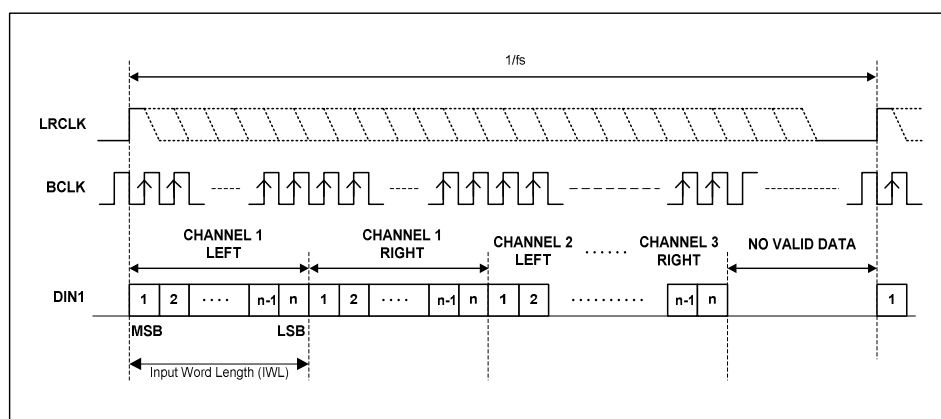 1/fs
LRCLK
BCLK
CHANNEL 1
LEFT
CHANNEL 1
RIGHT
CHANNEL 2
LEFT
......
CHANNEL 3
RIGHT
NO VALID DATA
DIN1
1 2 .... n-1 n 1 2 .... n-1 n 1 2 .......... n-1 n 1
MSB LSB
Input Word Length (IWL)